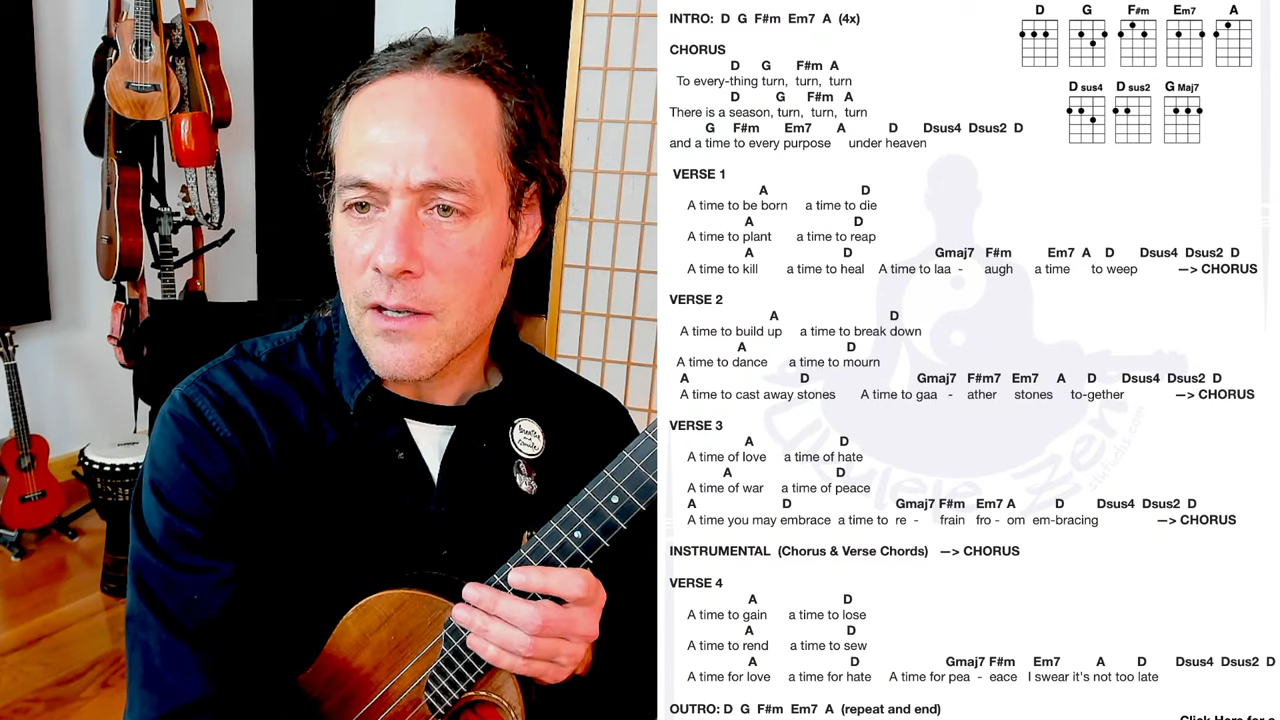 INTRO: D G F#m Em7 A (4x)
D G F#m Em7 A
CHORUS
D G F#m A
To every-thing turn, turn, turn
D G F#m A
There is a season, turn, turn, turn
D sus4 D sus2 G Maj7
G F#m Em7 A D Dsus4 Dsus2 D
and a time to every purpose under heaven
VERSE 1
A D
A time to be born a time to die
A D
A time to plant a time to reap
A D Gmaj7 F#m Em7 A D Dsus4 Dsus2 D
A time to kill a time to heal A time to laa - augh a time to weep —> CHORUS
VERSE 2
A D
A time to build up a time to break down
A D
A time to dance a time to mourn
A D Gmaj7 F#m7 Em7 A D Dsus4 Dsus2 D
A time to cast away stones A time to gaa - ather stones to-gether —> CHORUS
VERSE 3
A D
A time of love a time of hate
A D
A time of war a time of peace
A D Gmaj7 F#m Em7 A D Dsus4 Dsus2 D
A time you may embrace a time to re - frain fro - om em-bracing —> CHORUS
INSTRUMENTAL (Chorus & Verse Chords) —> CHORUS
VERSE 4
A D
A time to gain a time to lose
A D
A time to rend a time to sew
A D Gmaj7 F#m Em7 A D Dsus4 Dsus2 D
A time for love a time for hate A time for pea - eace I swear it's not too late
OUTRO: D G F#m Em7 A (repeat and end)
breathe and smile
Ukulele Zen